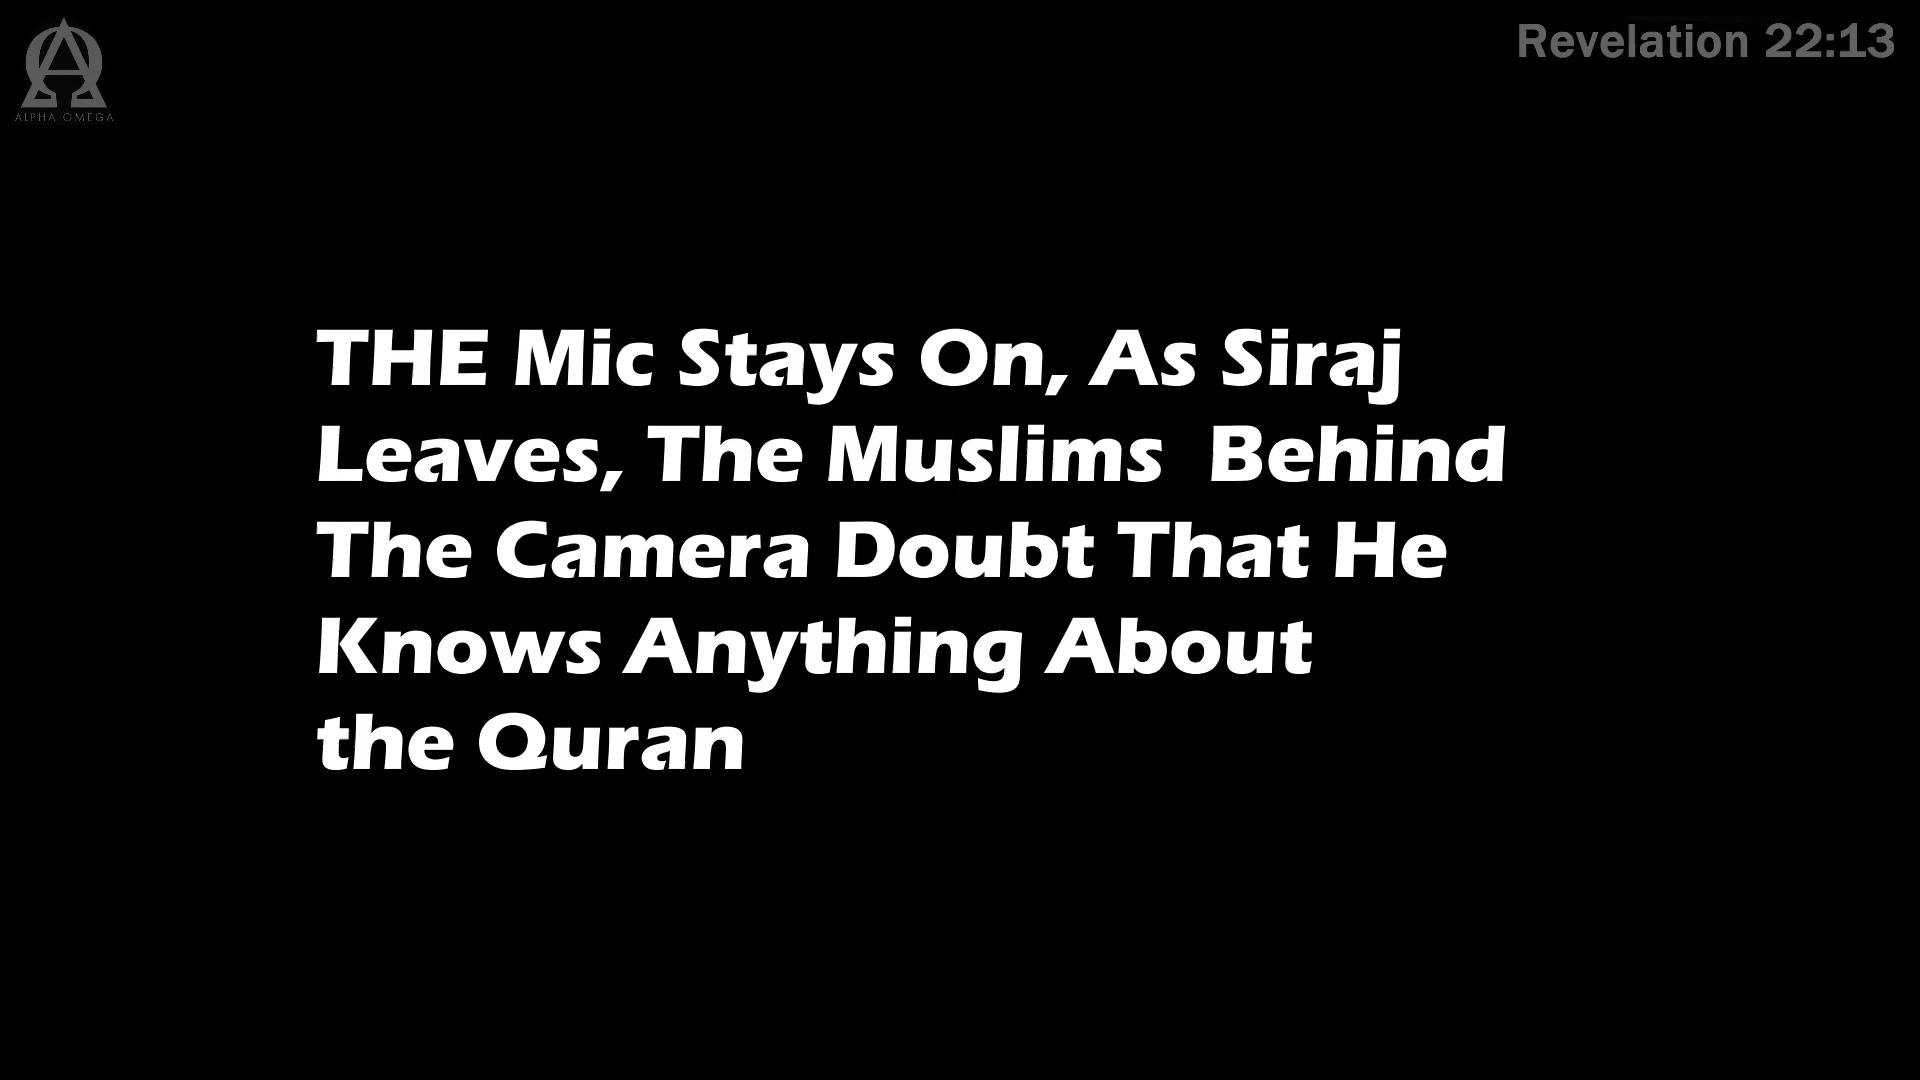 ALPHA OMEGA
Revelation 22:13
THE Mic Stays On, As Siraj
Leaves, The Muslims  Behind
The Camera Doubt That He
Knows Anything About
the Quran